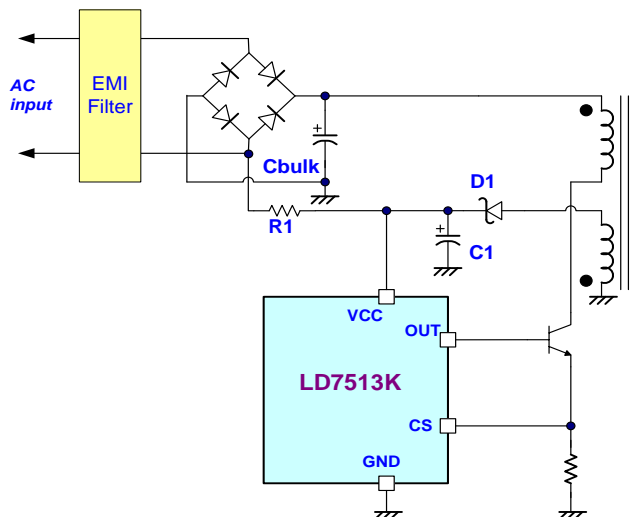 AC
input
EMI
Filter
+
Cbulk
R1
D1
+
C1
VCC
OUT
LD7513K
CS
GND